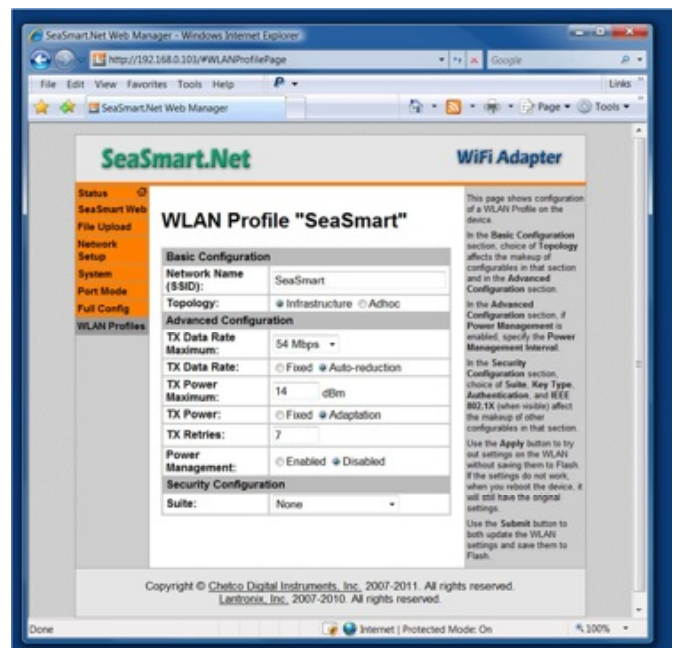 SeaSmart.Net Web Manager - Windows Internet Explorer
http://192.168.0.103/#WLANProfilePage
Google
File Edit View Favorites Tools Help
Links
SeaSmart.Net Web Manager
Page Tools
SeaSmart.Net
WiFi Adapter
Status
SeaSmart Web
File Upload
Network
Setup
System
Port Mode
Full Config
WLAN Profiles
WLAN Profile "SeaSmart"
Basic Configuration
Network Name
(SSID):
SeaSmart
Topology: Infrastructure Adhoc
Advanced Configuration
TX Data Rate
Maximum:
54 Mbps
TX Data Rate: Fixed Auto-reduction
TX Power
Maximum:
14 dBm
TX Power: Fixed Adaptation
TX Retries: 7
Power
Management:
Enabled Disabled
Security Configuration
Suite: None
This page shows configuration
of a WLAN Profile on the
device.
In the Basic Configuration
section, choice of Topology
affects the makeup of
configurables in that section
and in the Advanced
Configuration section.
In the Advanced
Configuration section, if
Power Management is
enabled, specify the Power
Management Interval.
In the Security
Configuration section,
choice of Suite, Key Type,
Authentication, and IEEE
802.1X (when visible) affect
the makeup of other
configurables in that section.
Use the Apply button to try
out settings on the WLAN
without saving them to Flash.
If the settings do not work,
when you reboot the device, it
will still have the original
settings.
Use the Submit button to
both update the WLAN
settings and save them to
Flash.
Copyright © Chetco Digital Instruments, Inc. 2007-2011. All rights reserved.
Lantronix, Inc. 2007-2010. All rights reserved.
Done
Internet | Protected Mode: On
100%